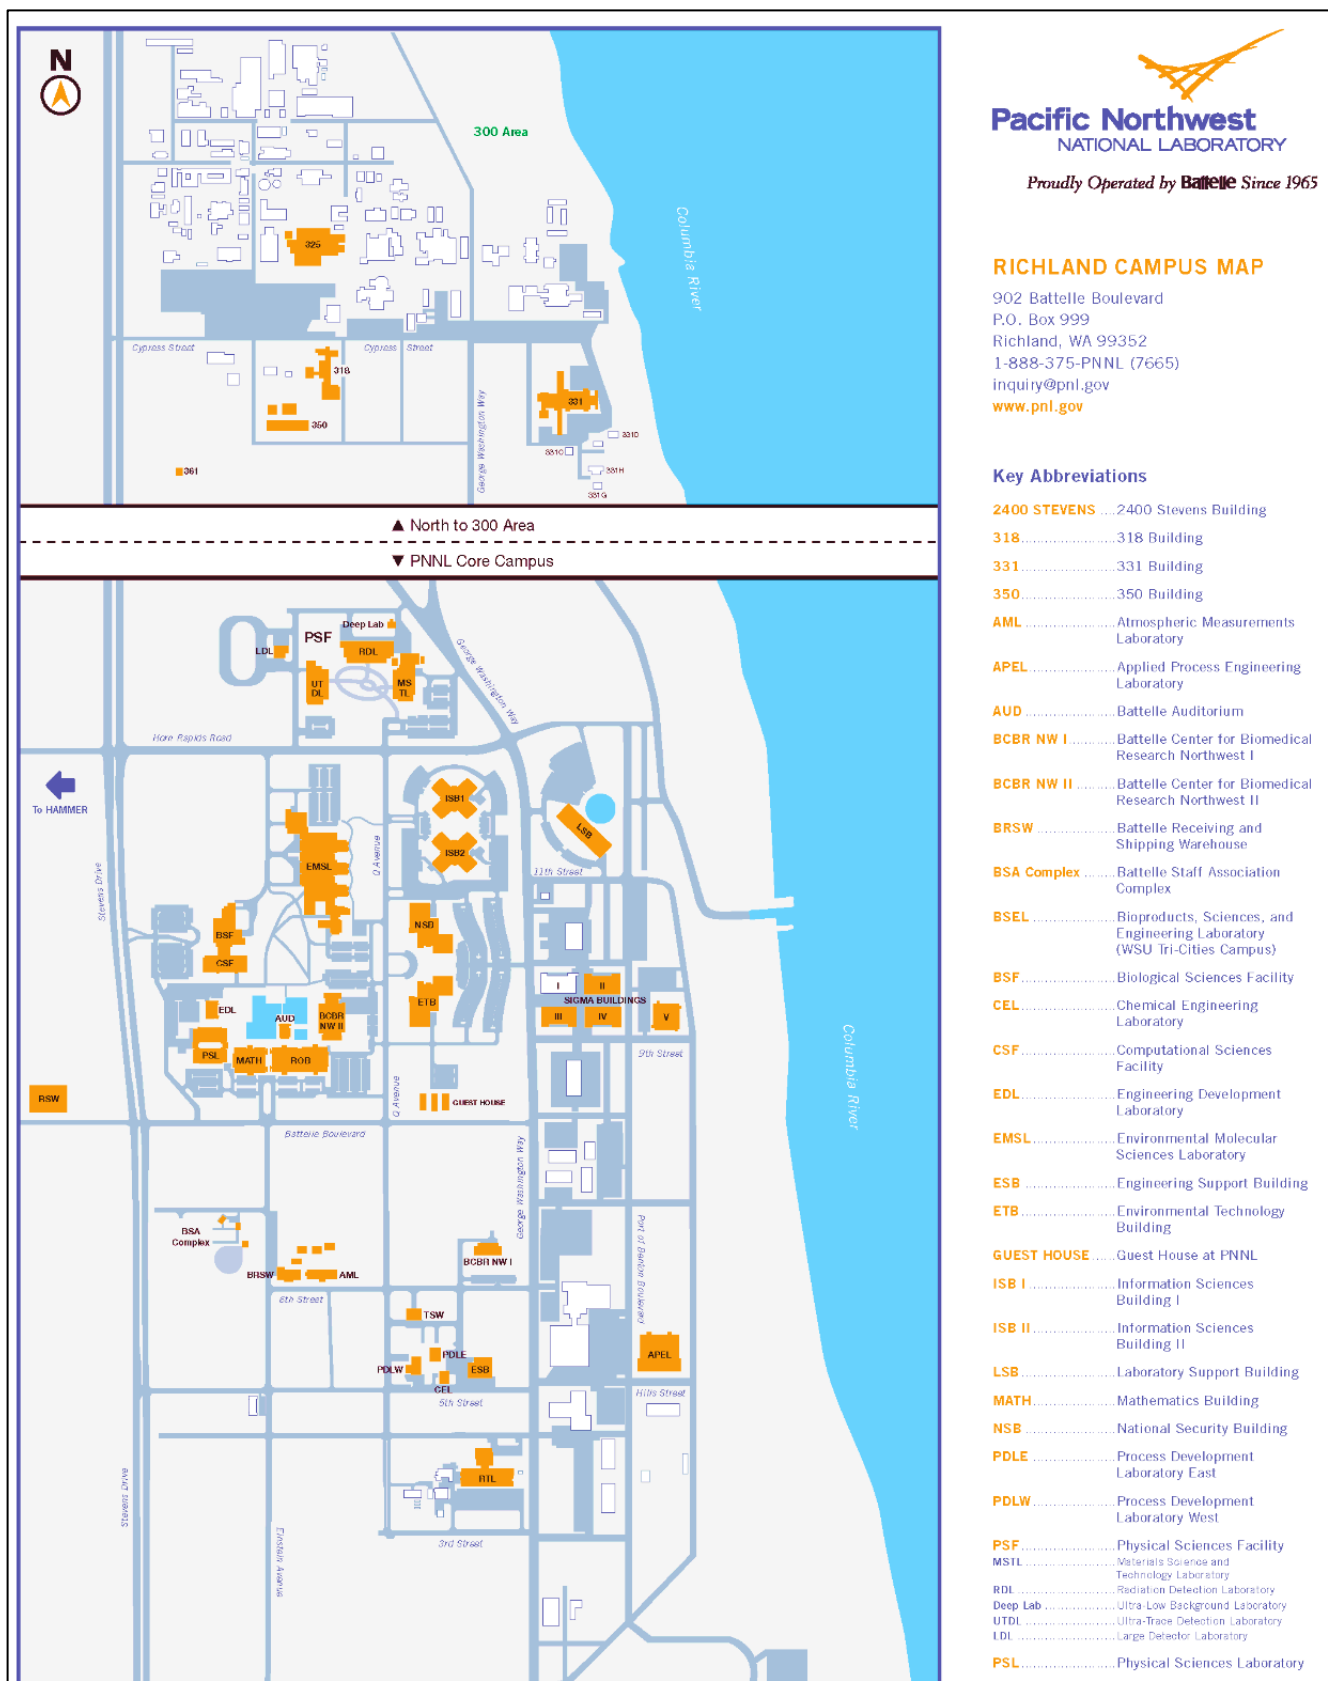 N
300 Area
Columbia River
325
Cypress Street
Cypress Street
318
350
361
George Washington Way
331
331D
331C
331H
331G
▲ North to 300 Area
▼ PNNL Core Campus
Deep Lab
PSF
LDL
RDL
UT
DL
MS
TL
George Washington Way
Horn Rapids Road
To HAMMER
ISB1
ISB2
LSB
EMSL
Q Avenue
11th Street
Stevens Drive
BSF
CSF
NSB
ETB
I
II
SIGMA BUILDINGS
III
IV
V
EDL
AUD
BCBR
NW II
PSL
MATH
ROB
9th Street
Columbia River
RSW
Q Avenue
GUEST HOUSE
Battelle Boulevard
George Washington Way
BSA
Complex
BRSW
AML
6th Street
BCBR NW I
Port of Benton Boulevard
TSW
PDLE
PDLW
ESB
CEL
5th Street
APEL
Hills Street
RTL
Stevens Drive
Einstein Avenue
3rd Street
Pacific Northwest
NATIONAL LABORATORY
Proudly Operated by Battelle Since 1965
RICHLAND CAMPUS MAP
902 Battelle Boulevard
P.O. Box 999
Richland, WA 99352
1-888-375-PNNL (7665)
inquiry@pnl.gov
www.pnl.gov
Key Abbreviations
2400 STEVENS ....2400 Stevens Building
318......................318 Building
331......................331 Building
350......................350 Building
AML ....................Atmospheric Measurements
Laboratory
APEL ...................Applied Process Engineering
Laboratory
AUD ....................Battelle Auditorium
BCBR NW I..........Battelle Center for Biomedical
Research Northwest I
BCBR NW II ........Battelle Center for Biomedical
Research Northwest II
BRSW .................Battelle Receiving and
Shipping Warehouse
BSA Complex .......Battelle Staff Association
Complex
BSEL ...................Bioproducts, Sciences, and
Engineering Laboratory
(WSU Tri-Cities Campus)
BSF .....................Biological Sciences Facility
CEL .....................Chemical Engineering
Laboratory
CSF .....................Computational Sciences
Facility
EDL .....................Engineering Development
Laboratory
EMSL...................Environmental Molecular
Sciences Laboratory
ESB .....................Engineering Support Building
ETB .....................Environmental Technology
Building
GUEST HOUSE .....Guest House at PNNL
ISB I ....................Information Sciences
Building I
ISB II ...................Information Sciences
Building II
LSB .....................Laboratory Support Building
MATH...................Mathematics Building
NSB .....................National Security Building
PDLE ...................Process Development
Laboratory East
PDLW ..................Process Development
Laboratory West
PSF .....................Physical Sciences Facility
MSTL ...................Materials Science and
Technology Laboratory
RDL .....................Radiation Detection Laboratory
Deep Lab ..............Ultra-Low Background Laboratory
UTDL ...................Ultra-Trace Detection Laboratory
LDL .....................Large Detector Laboratory
PSL .....................Physical Sciences Laboratory